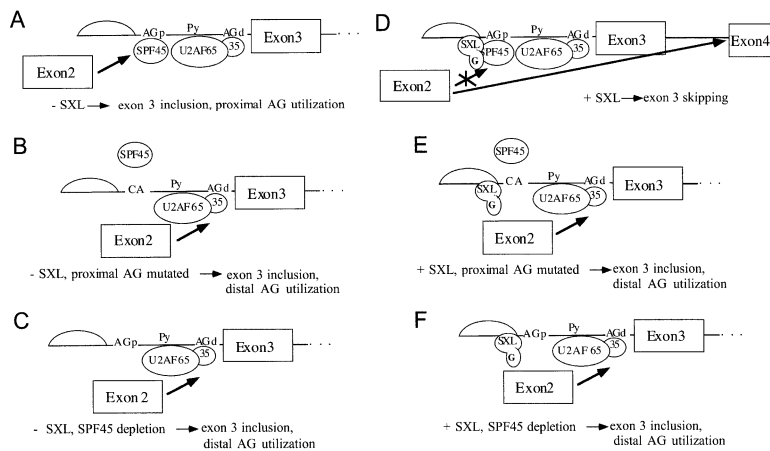 A
AGp Py AGd
SPF45 U2AF65 35 Exon3 · · ·
Exon2
- SXL → exon 3 inclusion, proximal AG utilization
B
SPF45
CA Py AGd
U2AF65 35 Exon3 · · ·
Exon2
- SXL, proximal AG mutated → exon 3 inclusion,
distal AG utilization
C
AGp Py AGd
U2AF65 35 Exon3 · · ·
Exon 2
- SXL, SPF45 depletion → exon 3 inclusion,
distal AG utilization
D
AGp Py AGd
SXL G SPF45 U2AF65 35 Exon3 Exon4
Exon2
+ SXL → exon 3 skipping
E
SPF45
CA Py AGd
SXL G U2AF65 35 Exon3 · · ·
Exon2
+ SXL, proximal AG mutated → exon 3 inclusion,
distal AG utilization
F
AGp Py AGd
SXL G U2AF65 35 Exon3 · · ·
Exon2
+ SXL, SPF45 depletion → exon 3 inclusion,
distal AG utilization